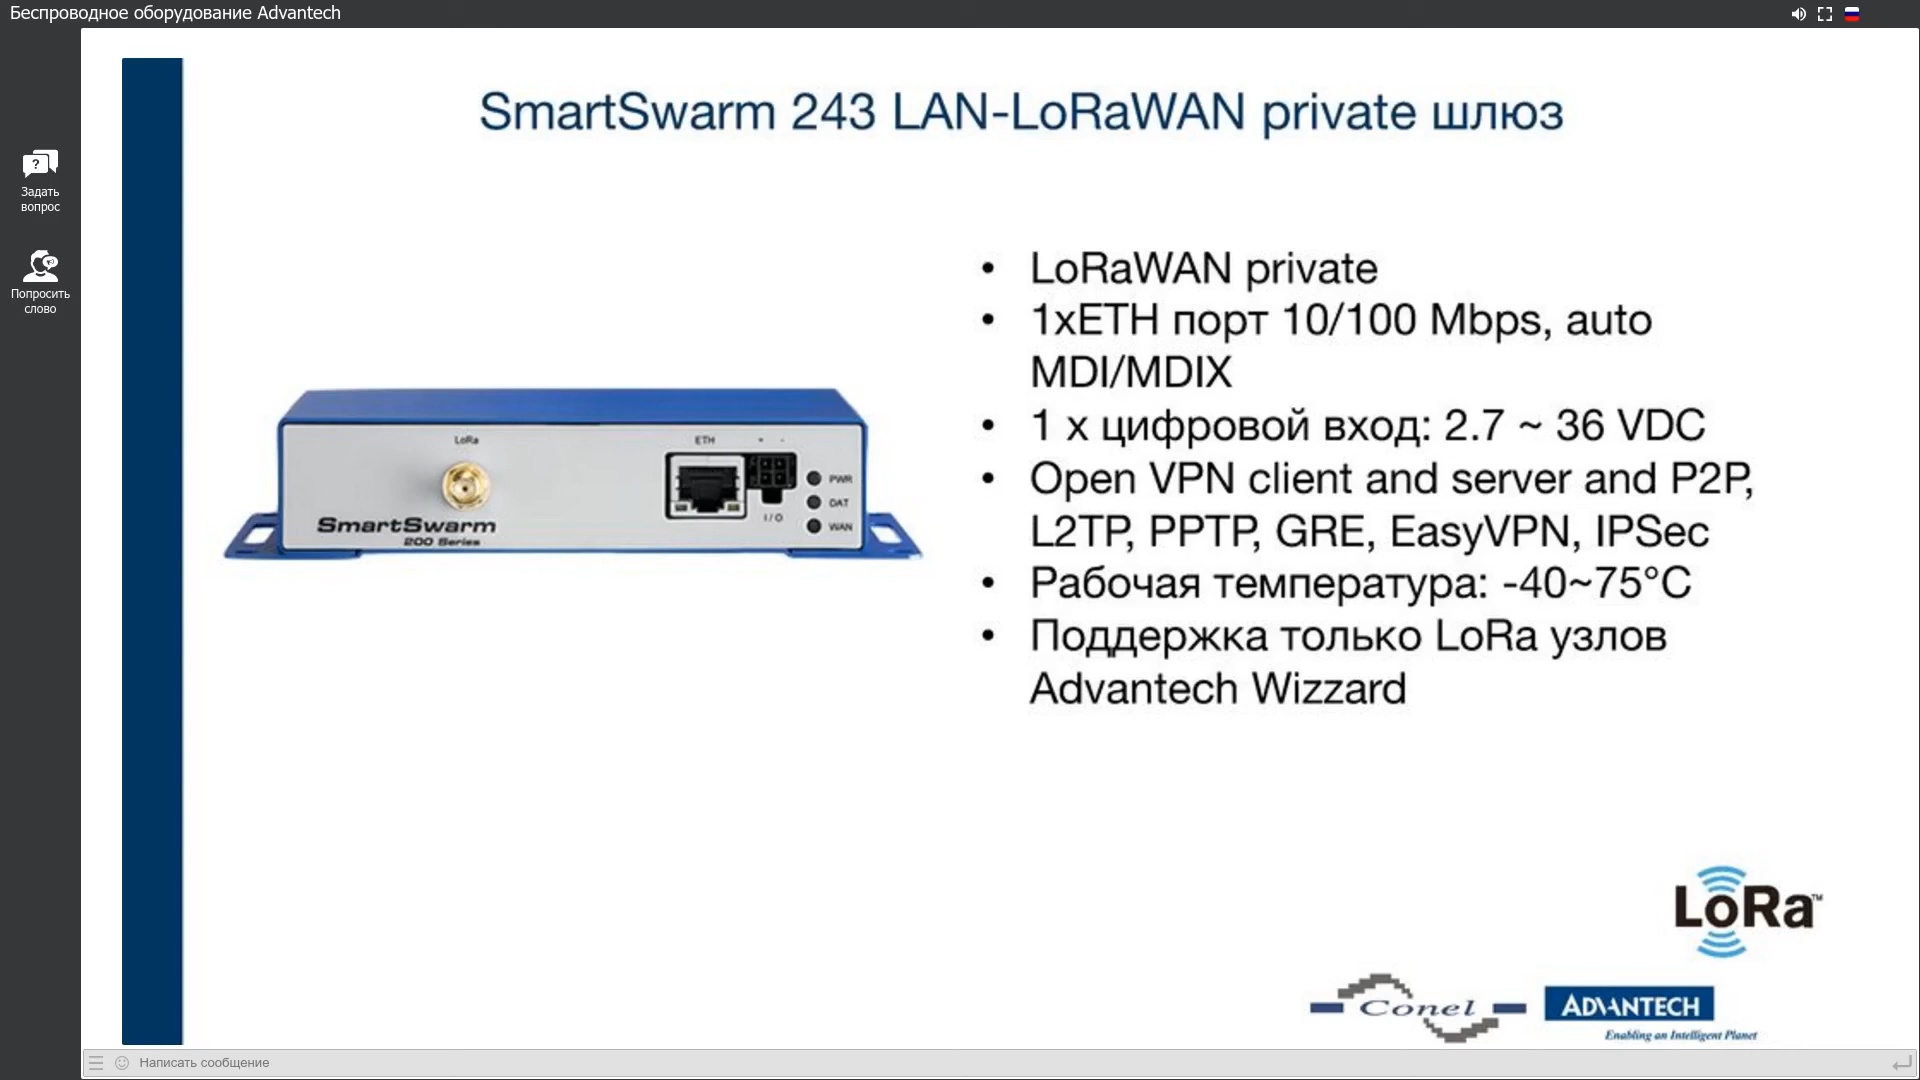 Беспроводное оборудование Advantech
Задать
вопрос
Попросить
слово
SmartSwarm 243 LAN-LoRaWAN private шлюз
LoRa
ETH
+ -
PWR
DAT
WAN
I/O
SmartSwarm
200 Series
• LoRaWAN private
• 1xETH порт 10/100 Mbps, auto
MDI/MDIX
• 1 x цифровой вход: 2.7 ~ 36 VDC
• Open VPN client and server and P2P,
L2TP, PPTP, GRE, EasyVPN, IPSec
• Рабочая температура: -40~75°C
• Поддержка только LoRa узлов
Advantech Wizzard
LoRa™
Conel
ADVANTECH
Enabling an Intelligent Planet
Написать сообщение